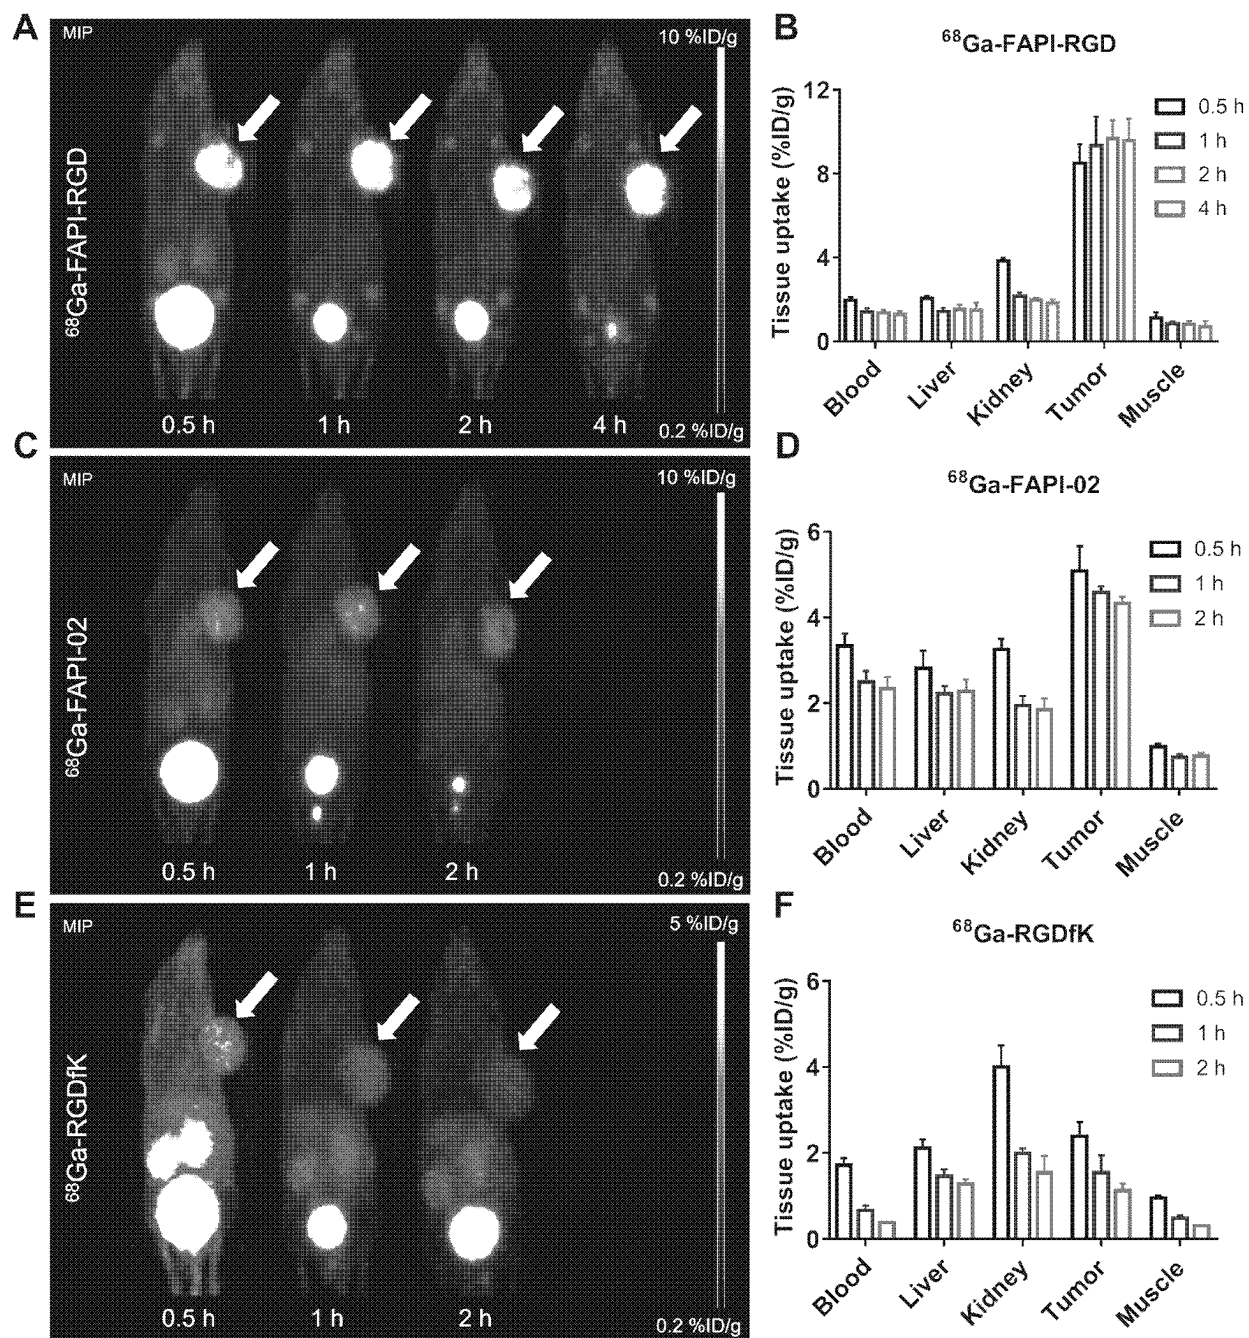 A
MIP
10 %ID/g
⁶⁸Ga-FAPI-RGD
0.5 h
1 h
2 h
4 h
0.2 %ID/g
B
⁶⁸Ga-FAPI-RGD
Tissue uptake (%ID/g)
12
8
4
0
0.5 h
1 h
2 h
4 h
Blood
Liver
Kidney
Tumor
Muscle
C
MIP
10 %ID/g
⁶⁸Ga-FAPI-02
0.5 h
1 h
2 h
0.2 %ID/g
D
⁶⁸Ga-FAPI-02
Tissue uptake (%ID/g)
6
4
2
0
0.5 h
1 h
2 h
Blood
Liver
Kidney
Tumor
Muscle
E
MIP
5 %ID/g
⁶⁸Ga-RGDfK
0.5 h
1 h
2 h
0.2 %ID/g
F
⁶⁸Ga-RGDfK
Tissue uptake (%ID/g)
6
4
2
0
0.5 h
1 h
2 h
Blood
Liver
Kidney
Tumor
Muscle